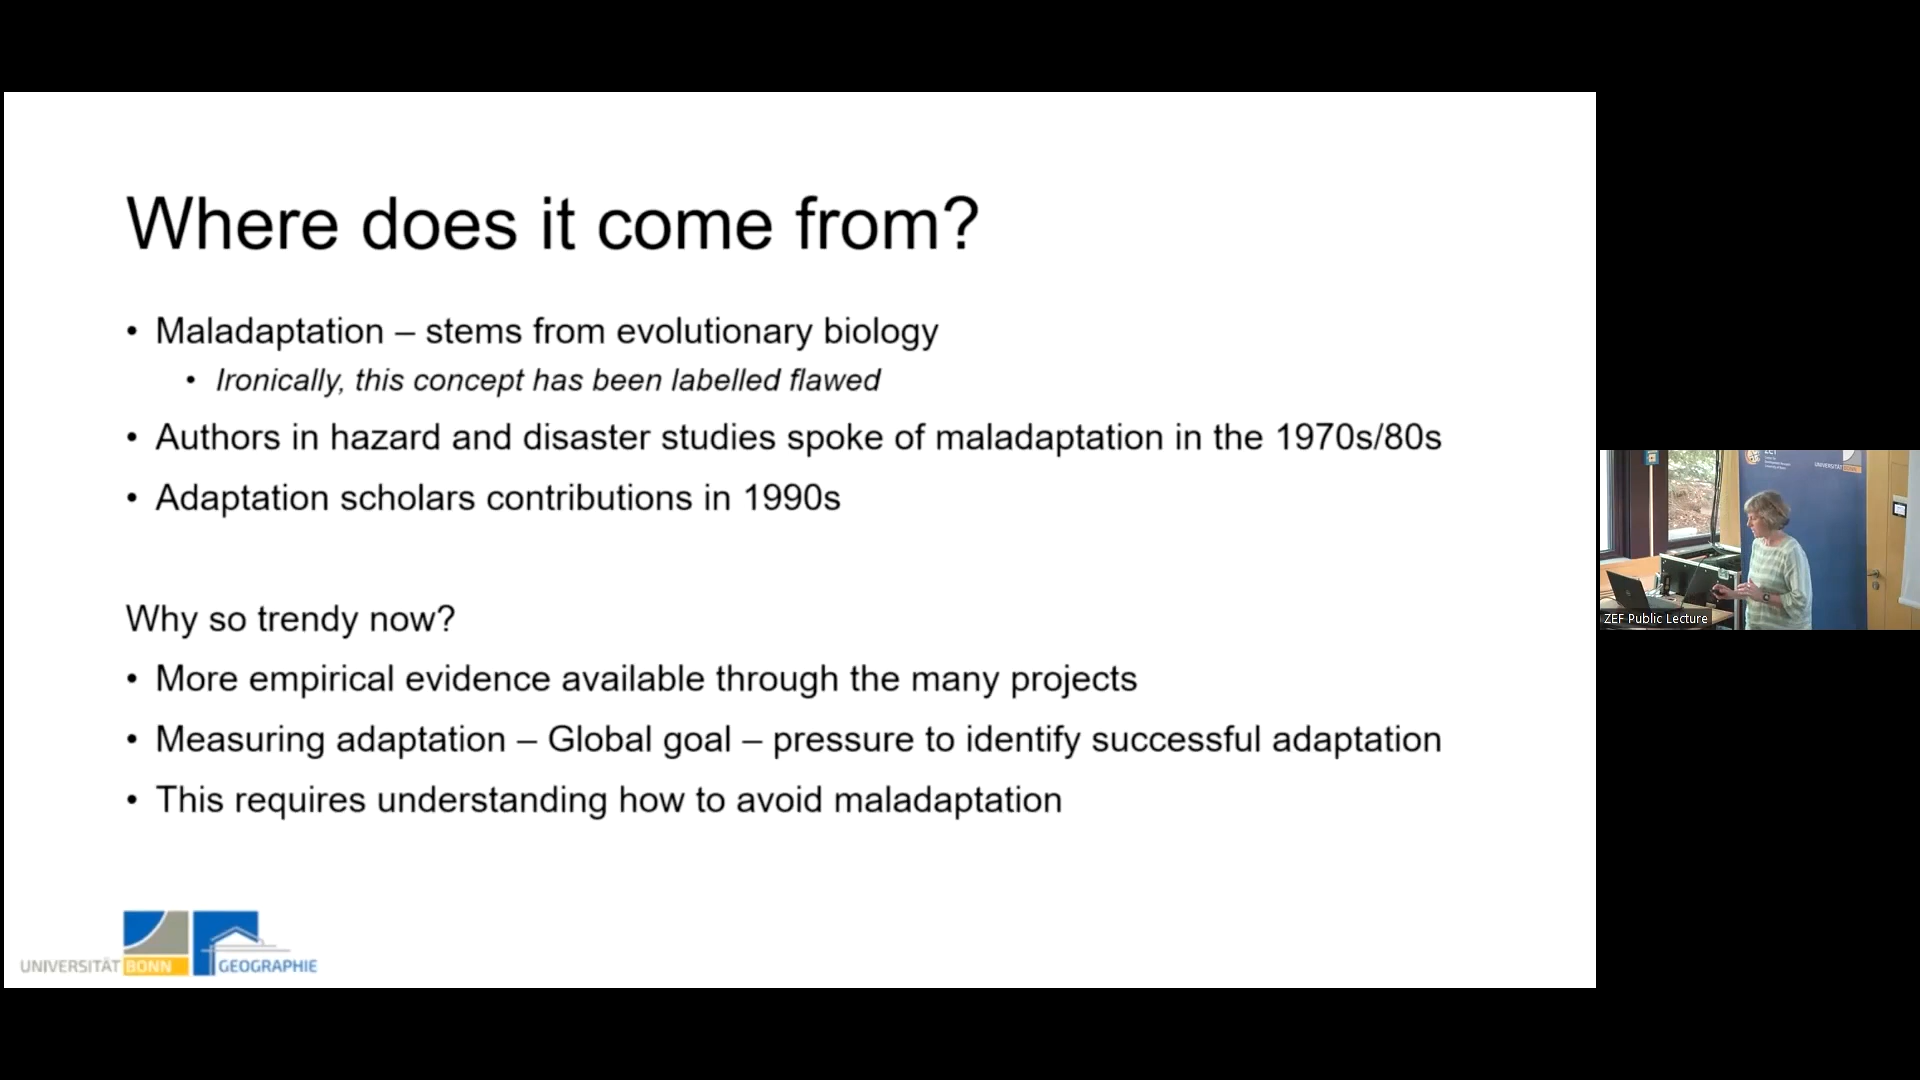 Where does it come from?
• Maladaptation – stems from evolutionary biology
• Ironically, this concept has been labelled flawed
• Authors in hazard and disaster studies spoke of maladaptation in the 1970s/80s
• Adaptation scholars contributions in 1990s
Why so trendy now?
• More empirical evidence available through the many projects
• Measuring adaptation – Global goal – pressure to identify successful adaptation
• This requires understanding how to avoid maladaptation
UNIVERSITÄT BONN GEOGRAPHIE
ZEF Public Lecture